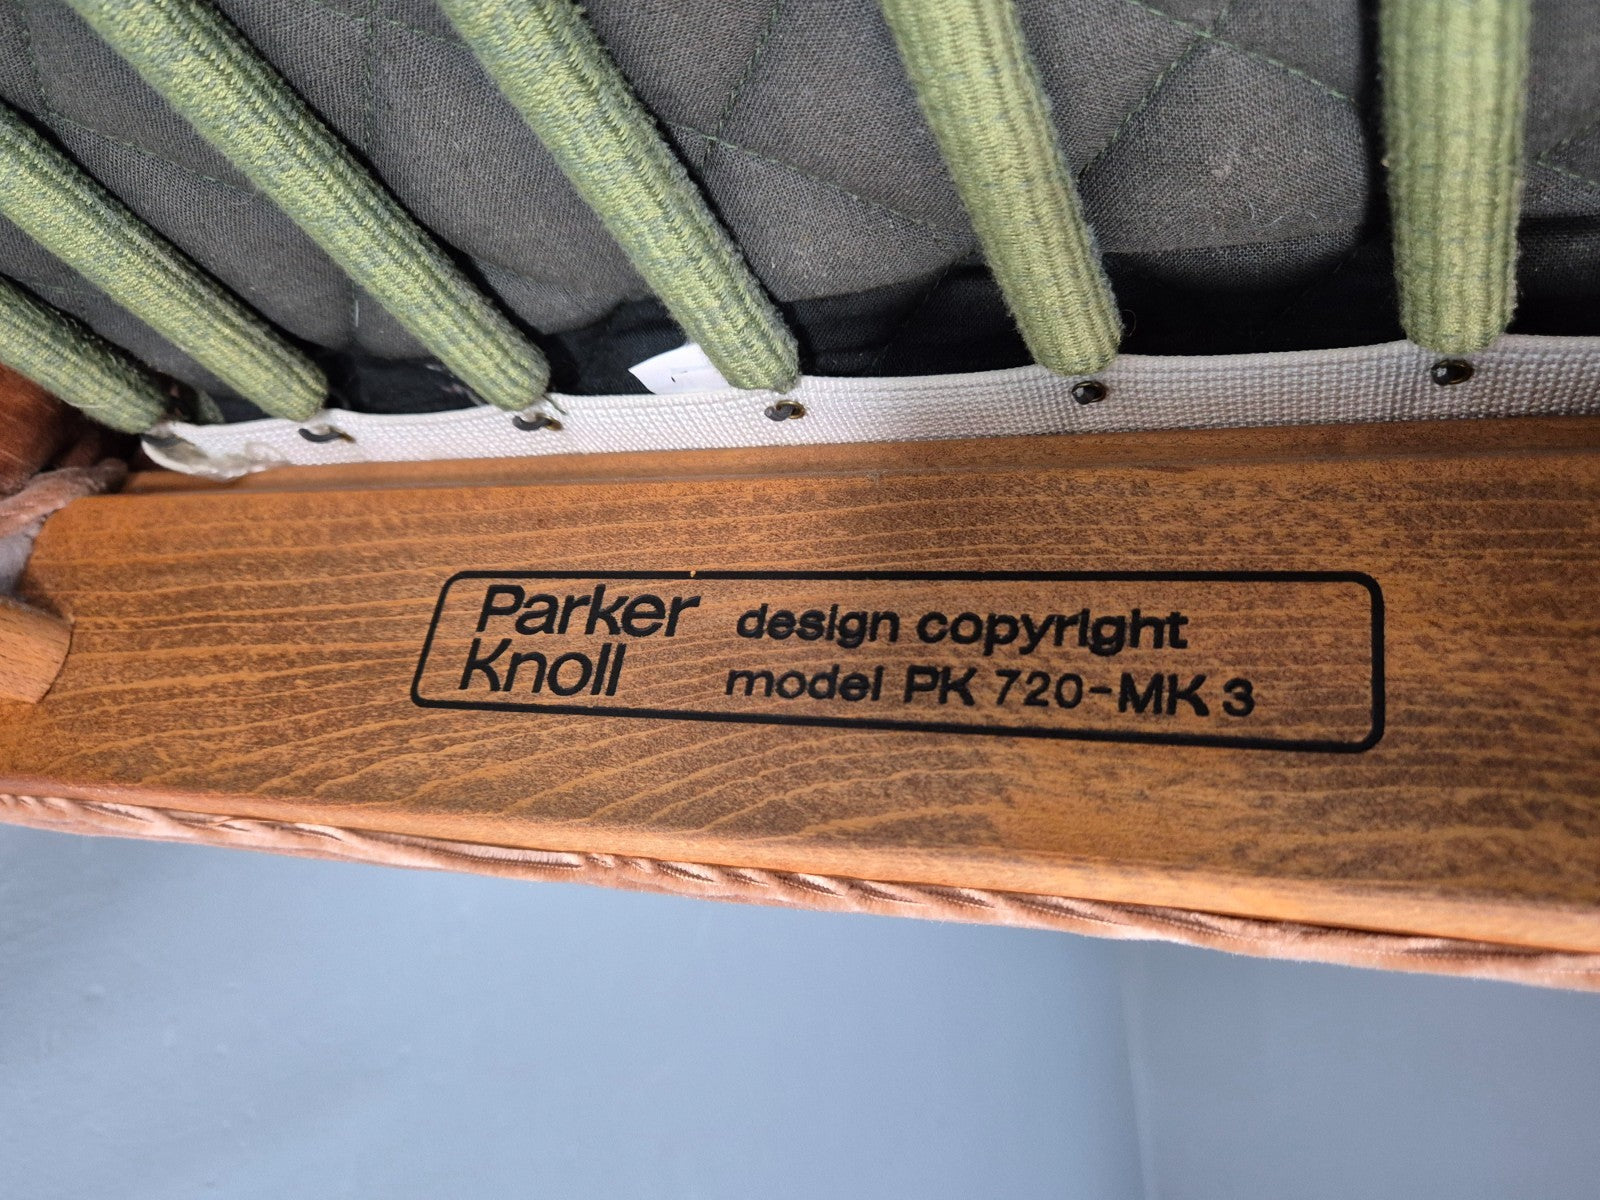 Parker
Knoll
design copyright
model PK 720-MK 3